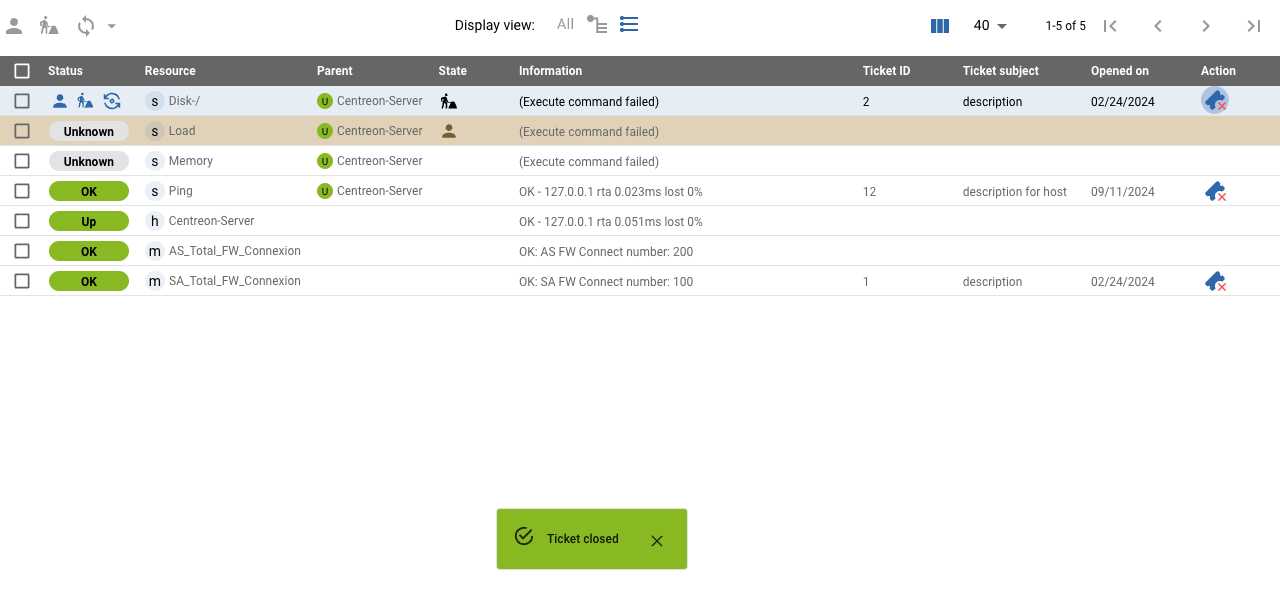 Display view: All 40 1-5 of 5
Status Resource Parent State Information Ticket ID Ticket subject Opened on Action
s Disk-/ U Centreon-Server (Execute command failed) 2 description 02/24/2024
Unknown s Load U Centreon-Server (Execute command failed)
Unknown s Memory U Centreon-Server (Execute command failed)
OK s Ping U Centreon-Server OK - 127.0.0.1 rta 0.023ms lost 0% 12 description for host 09/11/2024
Up h Centreon-Server OK - 127.0.0.1 rta 0.051ms lost 0%
OK m AS_Total_FW_Connexion OK: AS FW Connect number: 200
OK m SA_Total_FW_Connexion OK: SA FW Connect number: 100 1 description 02/24/2024
Ticket closed